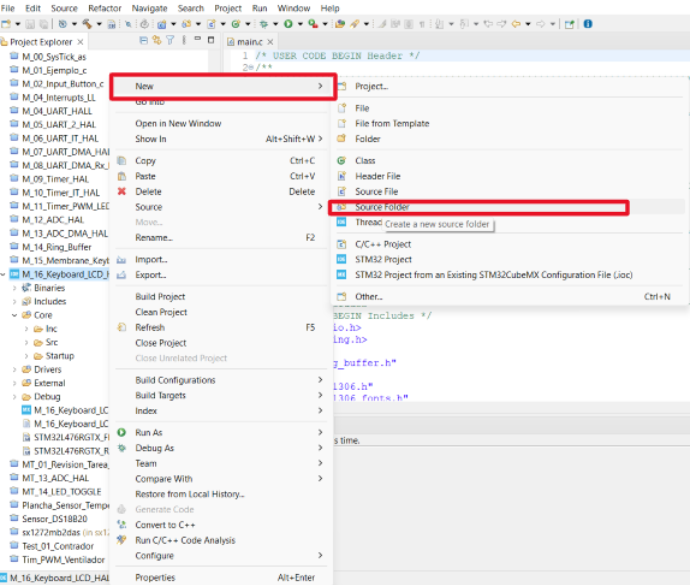 File Edit Source Refactor Navigate Search Project Run Window Help
Project Explorer
M_00_SysTick_as
M_01_Ejemplo_c
M_02_Input_Button_c
M_04_Interrupts_LL
M_04_UART_HALL
M_05_UART_2_HAL
M_06_UART_IT_HAL
M_07_UART_DMA_HAL
M_08_UART_DMA_Rx_
M_09_Timer_HAL
M_10_Timer_IT_HAL
M_11_Timer_PWM_LED
M_12_ADC_HAL
M_13_ADC_DMA_HAL
M_14_Ring_Buffer
M_15_Membrane_Key
M_16_Keyboard_LCD_H
Binaries
Includes
Core
Inc
Src
Startup
Drivers
External
Debug
M_16_Keyboard_LC
M_16_Keyboard_LC
STM32L476RGTX_F
STM32L476RGTX_R
M_11_Revision_Tarea_
MT_13_ADC_HAL
MT_14_LED_TOGGLE
Plancha_Sensor_Tempe
Sensor_DS18B20
sx1272mb2das (in sx1
Test_01_Contrador
Tim_PWM_Ventilador
M_16_Keyboard_LCD_HAL
main.c
1 /* USER CODE BEGIN Header */
2 /**
New
Go Into
Open in New Window
Show In Alt+Shift+W
Copy Ctrl+C
Paste Ctrl+V
Delete Delete
Source
Move...
Rename... F2
Import...
Export...
Build Project
Clean Project
Refresh F5
Close Project
Close Unrelated Project
Build Configurations
Build Targets
Index
Run As
Debug As
Team
Compare With
Restore from Local History...
Generate Code
Convert to C++
Run C/C++ Code Analysis
Configure
Properties Alt+Enter
Project...
File
File from Template
Folder
Class
Header File
Source File
Source Folder
Thread
Create a new source folder
C/C++ Project
STM32 Project
STM32 Project from an Existing STM32CubeMX Configuration File (.ioc)
Other... Ctrl+N
BEGIN Includes */
io.h>
ing.h>
g_buffer.h"
1306.h"
1306_fonts.h"
s time.